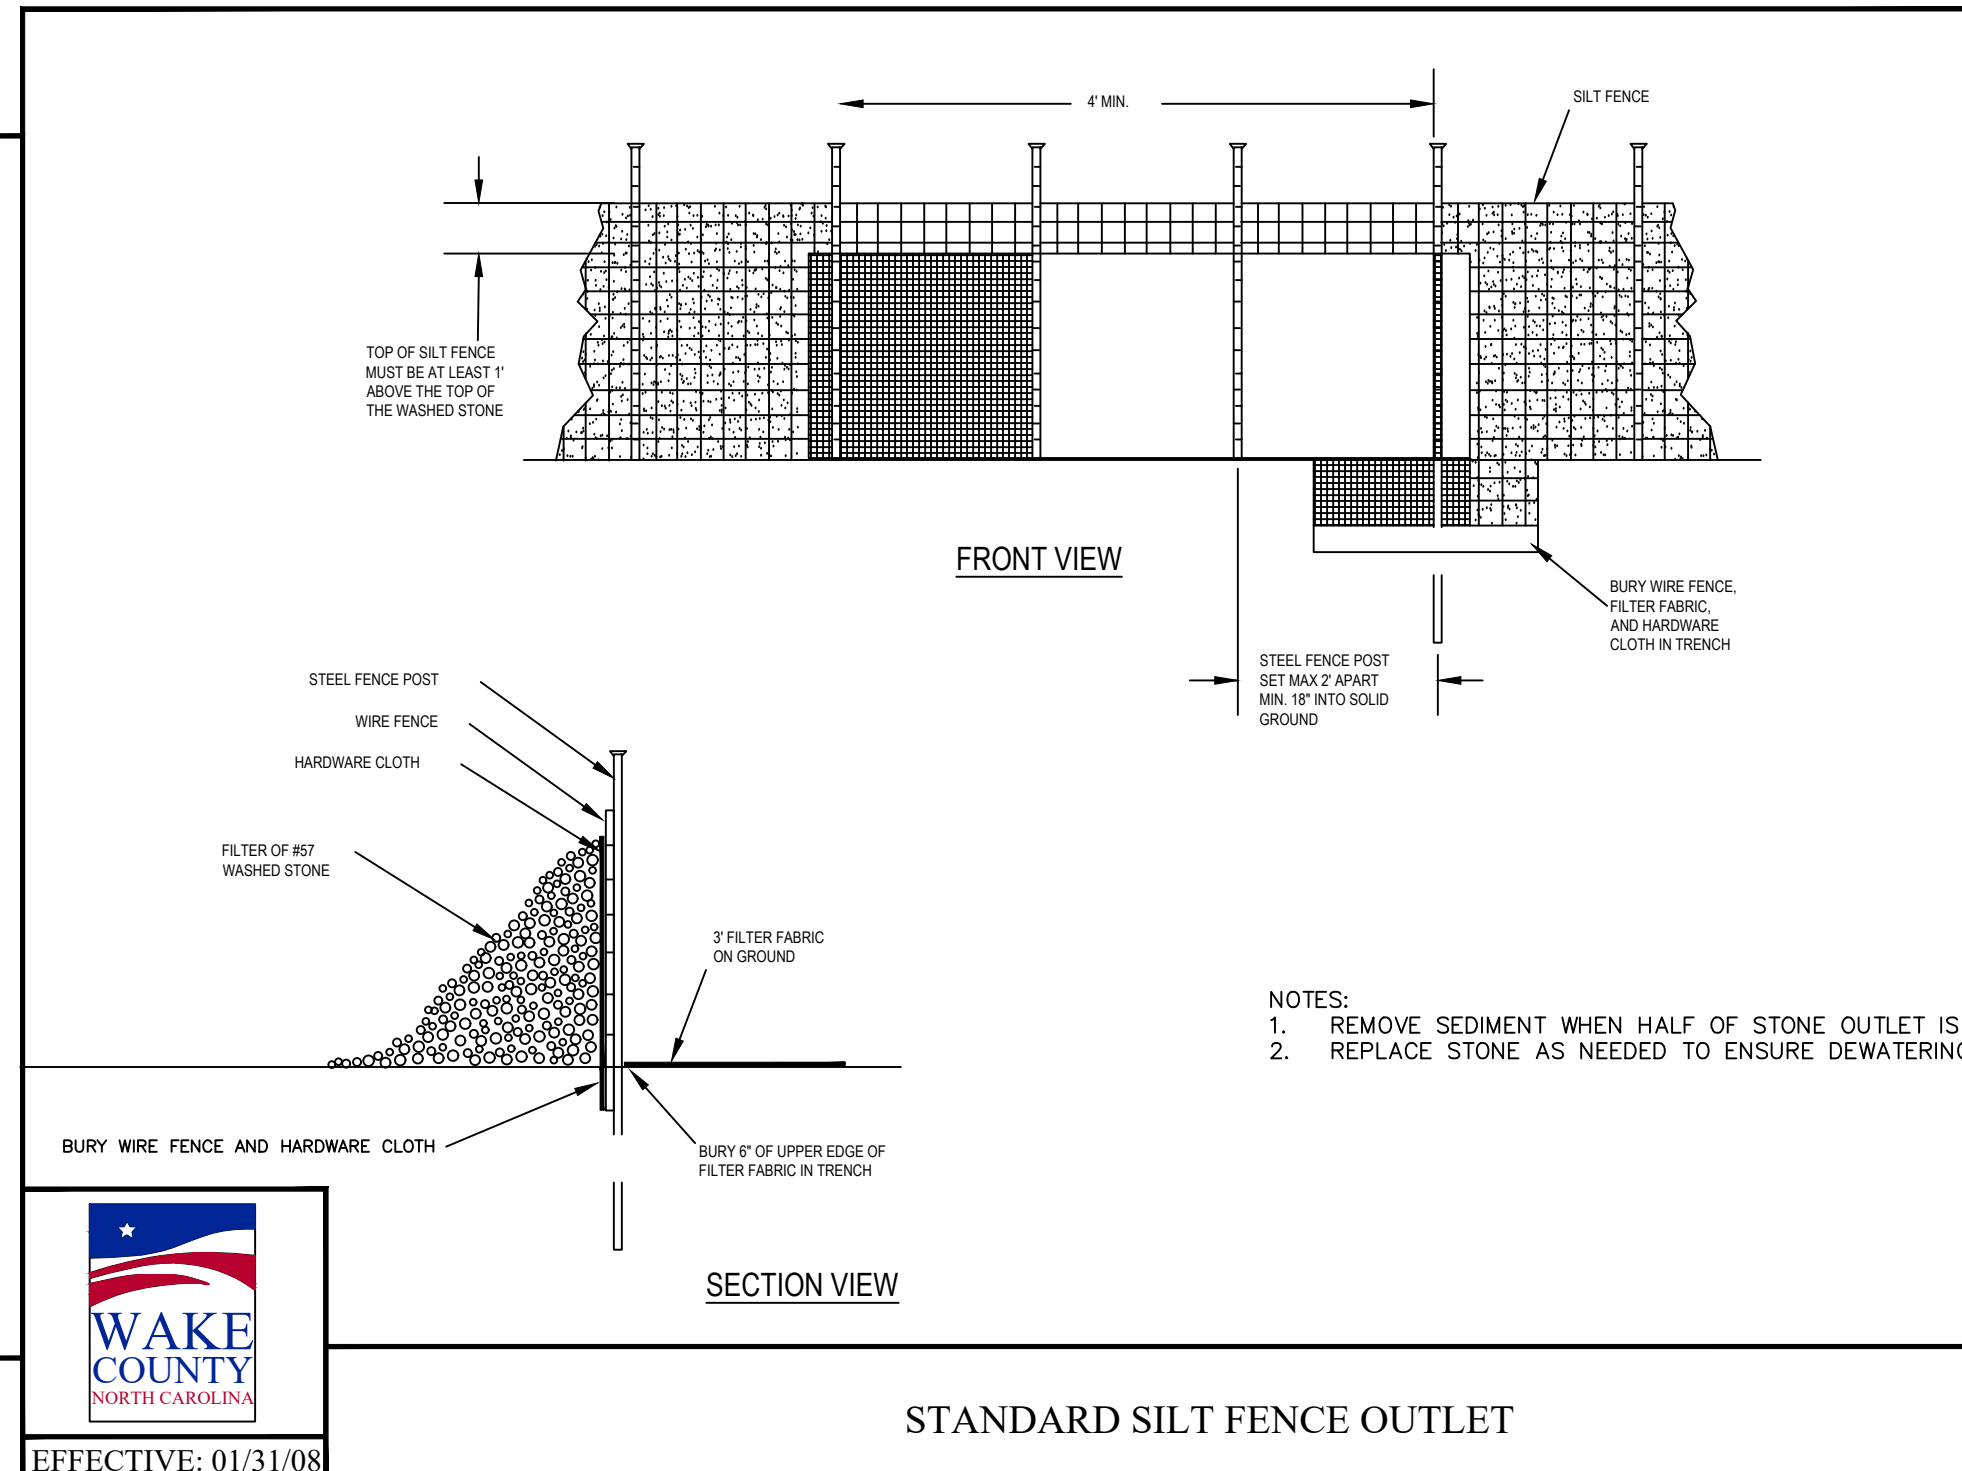 4' MIN.
SILT FENCE
TOP OF SILT FENCE
MUST BE AT LEAST 1'
ABOVE THE TOP OF
THE WASHED STONE
FRONT VIEW
BURY WIRE FENCE,
FILTER FABRIC,
AND HARDWARE
CLOTH IN TRENCH
STEEL FENCE POST
SET MAX 2' APART
MIN. 18" INTO SOLID
GROUND
STEEL FENCE POST
WIRE FENCE
HARDWARE CLOTH
FILTER OF #57
WASHED STONE
3' FILTER FABRIC
ON GROUND
BURY WIRE FENCE AND HARDWARE CLOTH
BURY 6" OF UPPER EDGE OF
FILTER FABRIC IN TRENCH
SECTION VIEW
NOTES:
1. REMOVE SEDIMENT WHEN HALF OF STONE OUTLET IS
2. REPLACE STONE AS NEEDED TO ENSURE DEWATERING
WAKE
COUNTY
NORTH CAROLINA
EFFECTIVE: 01/31/08
STANDARD SILT FENCE OUTLET